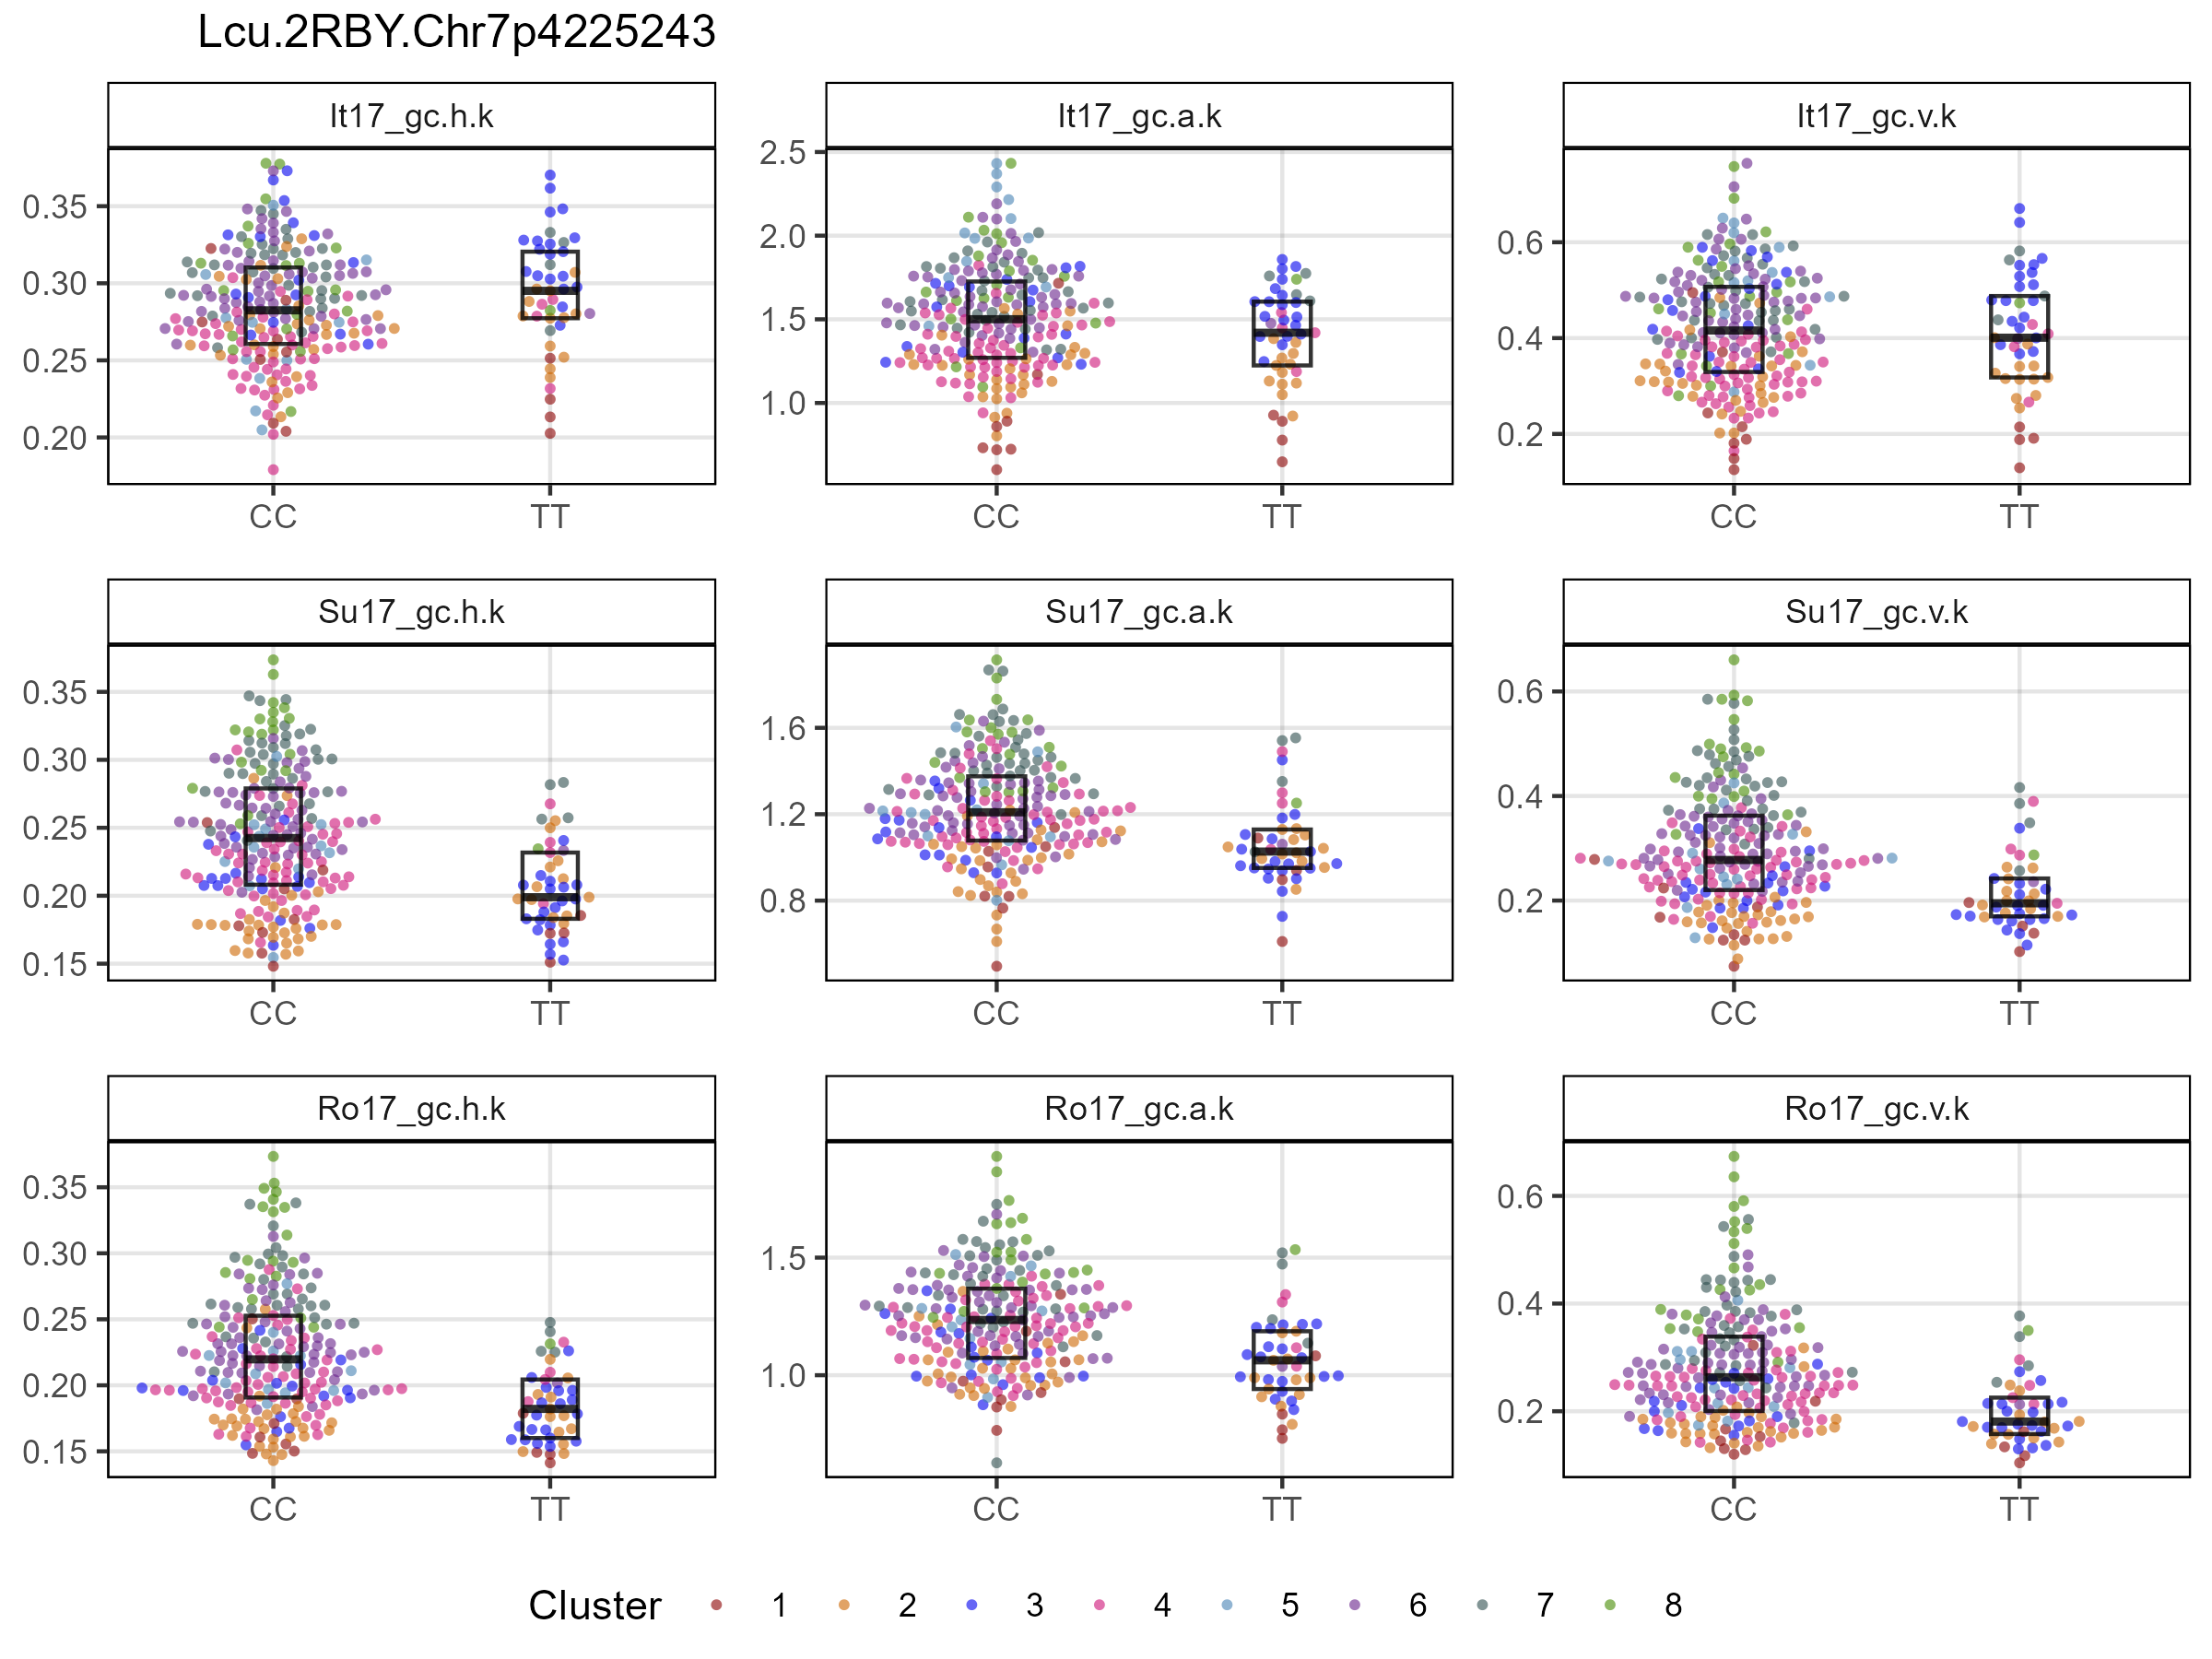 Lcu.2RBY.Chr7p4225243
It17_gc.h.k
It17_gc.a.k
It17_gc.v.k
0.35
0.30
0.25
0.20
2.5
2.0
1.5
1.0
0.6
0.4
0.2
CC
TT
CC
TT
CC
TT
Su17_gc.h.k
Su17_gc.a.k
Su17_gc.v.k
0.35
0.30
0.25
0.20
0.15
1.6
1.2
0.8
0.6
0.4
0.2
CC
TT
CC
TT
CC
TT
Ro17_gc.h.k
Ro17_gc.a.k
Ro17_gc.v.k
0.35
0.30
0.25
0.20
0.15
1.5
1.0
0.6
0.4
0.2
CC
TT
CC
TT
CC
TT
Cluster 1 2 3 4 5 6 7 8